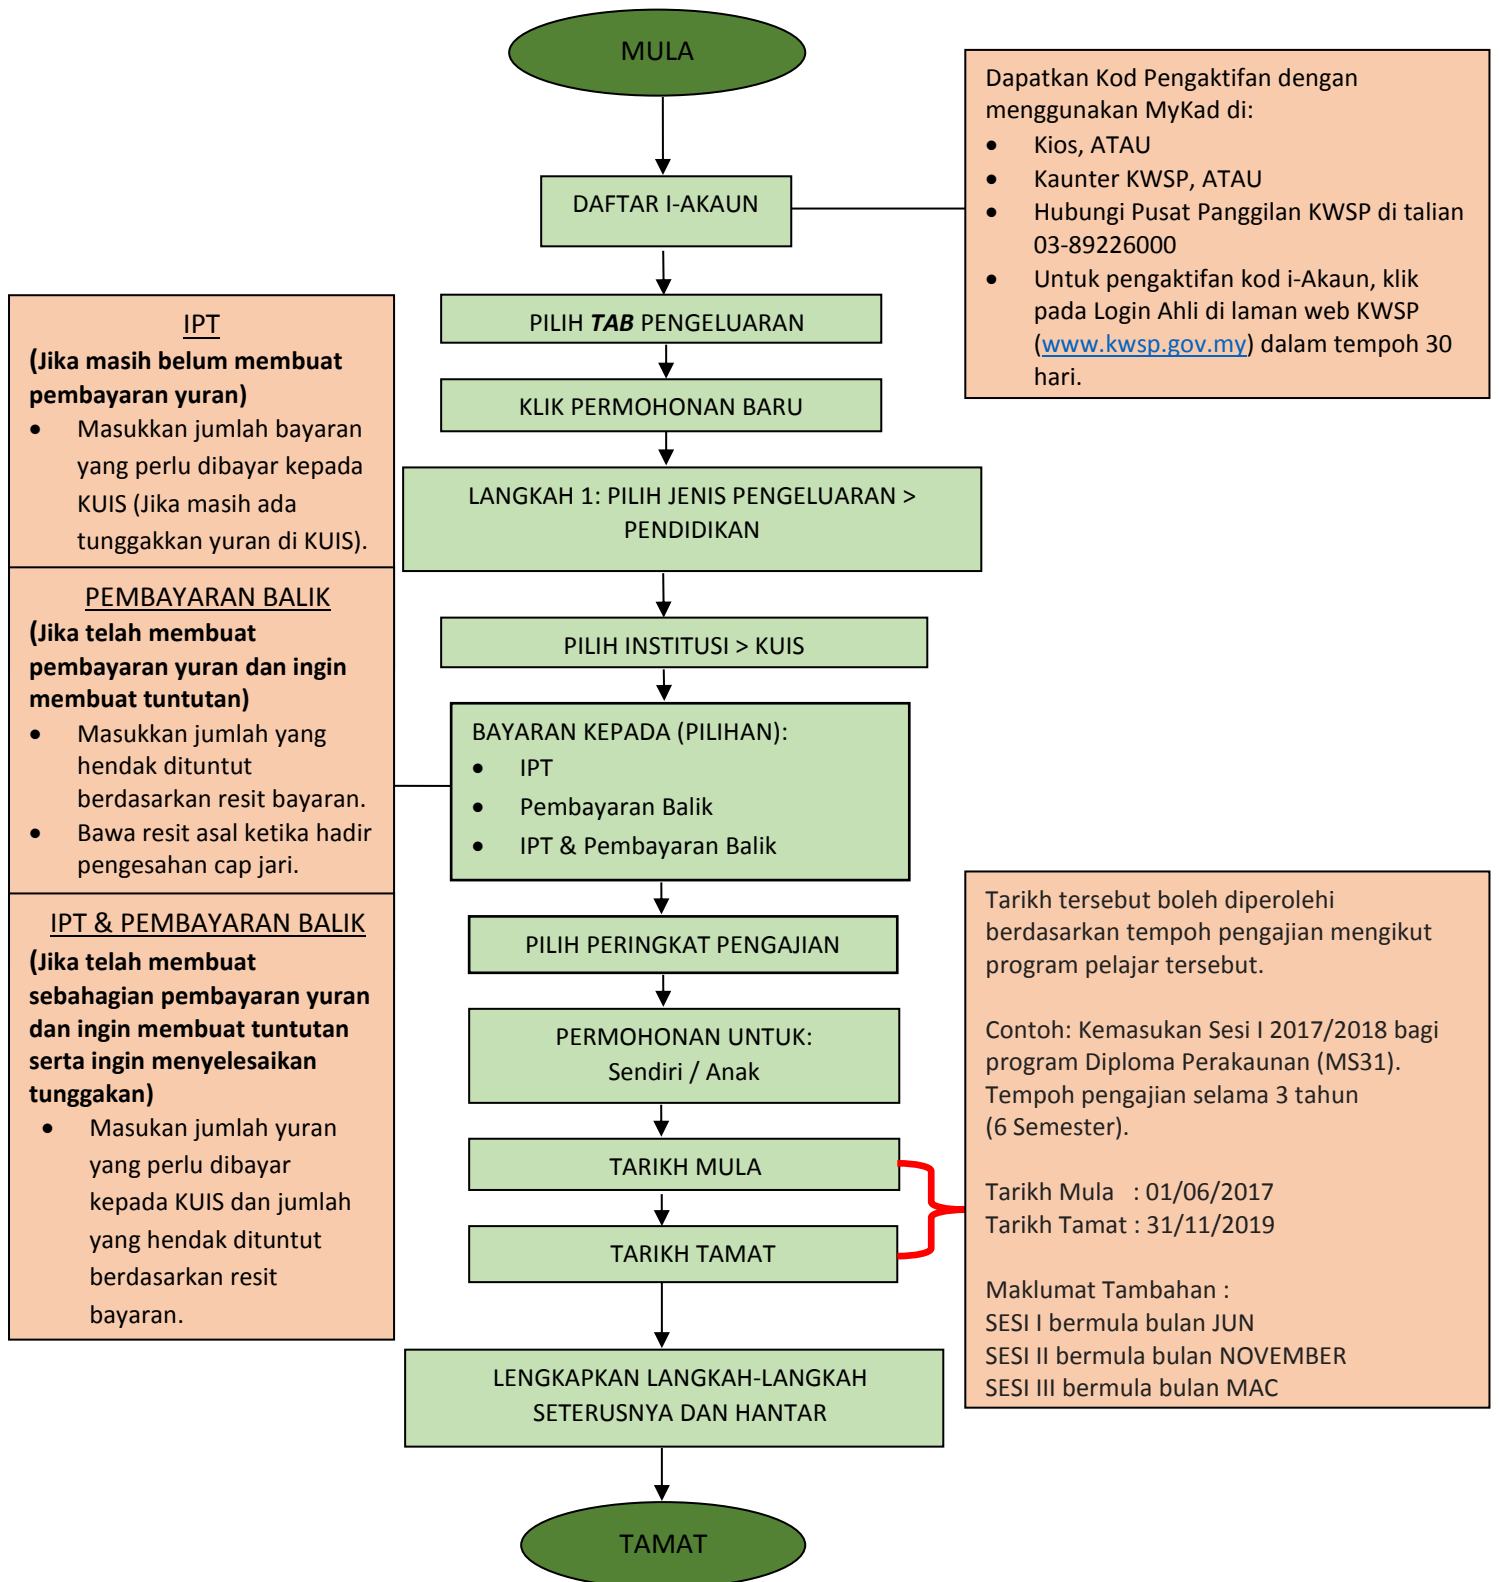 MULA
Dapatkan Kod Pengaktifan dengan
menggunakan MyKad di:
• Kios, ATAU
• Kaunter KWSP, ATAU
• Hubungi Pusat Panggilan KWSP di talian
03-89226000
• Untuk pengaktifan kod i-Akaun, klik
pada Login Ahli di laman web KWSP
(www.kwsp.gov.my) dalam tempoh 30
hari.
DAFTAR I-AKAUN
PILIH TAB PENGELUARAN
KLIK PERMOHONAN BARU
LANGKAH 1: PILIH JENIS PENGELUARAN >
PENDIDIKAN
PILIH INSTITUSI > KUIS
BAYARAN KEPADA (PILIHAN):
• IPT
• Pembayaran Balik
• IPT & Pembayaran Balik
IPT
(Jika masih belum membuat
pembayaran yuran)
• Masukkan jumlah bayaran
yang perlu dibayar kepada
KUIS (Jika masih ada
tunggakkan yuran di KUIS).
PEMBAYARAN BALIK
(Jika telah membuat
pembayaran yuran dan ingin
membuat tuntutan)
• Masukkan jumlah yang
hendak dituntut
berdasarkan resit bayaran.
• Bawa resit asal ketika hadir
pengesahan cap jari.
IPT & PEMBAYARAN BALIK
(Jika telah membuat
sebahagian pembayaran yuran
dan ingin membuat tuntutan
serta ingin menyelesaikan
tunggakan)
• Masukan jumlah yuran
yang perlu dibayar
kepada KUIS dan jumlah
yang hendak dituntut
berdasarkan resit
bayaran.
PILIH PERINGKAT PENGAJIAN
PERMOHONAN UNTUK:
Sendiri / Anak
TARIKH MULA
TARIKH TAMAT
Tarikh tersebut boleh diperolehi
berdasarkan tempoh pengajian mengikut
program pelajar tersebut.
Contoh: Kemasukan Sesi I 2017/2018 bagi
program Diploma Perakaunan (MS31).
Tempoh pengajian selama 3 tahun
(6 Semester).
Tarikh Mula : 01/06/2017
Tarikh Tamat : 31/11/2019
Maklumat Tambahan :
SESI I bermula bulan JUN
SESI II bermula bulan NOVEMBER
SESI III bermula bulan MAC
LENGKAPKAN LANGKAH-LANGKAH
SETERUSNYA DAN HANTAR
TAMAT